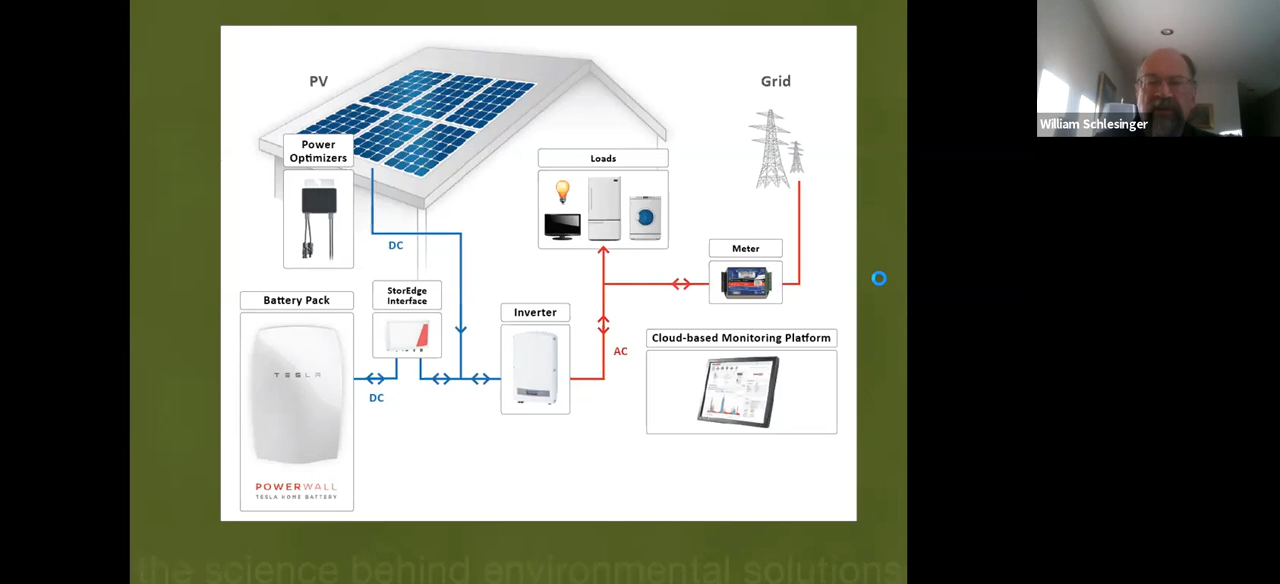 PV
Grid
William Schlesinger
Power
Optimizers
Loads
DC
Meter
StorEdge
Interface
Battery Pack
Inverter
Cloud-based Monitoring Platform
AC
TESLA
DC
POWERWALL
TESLA HOME BATTERY
the science behind environmental solutions